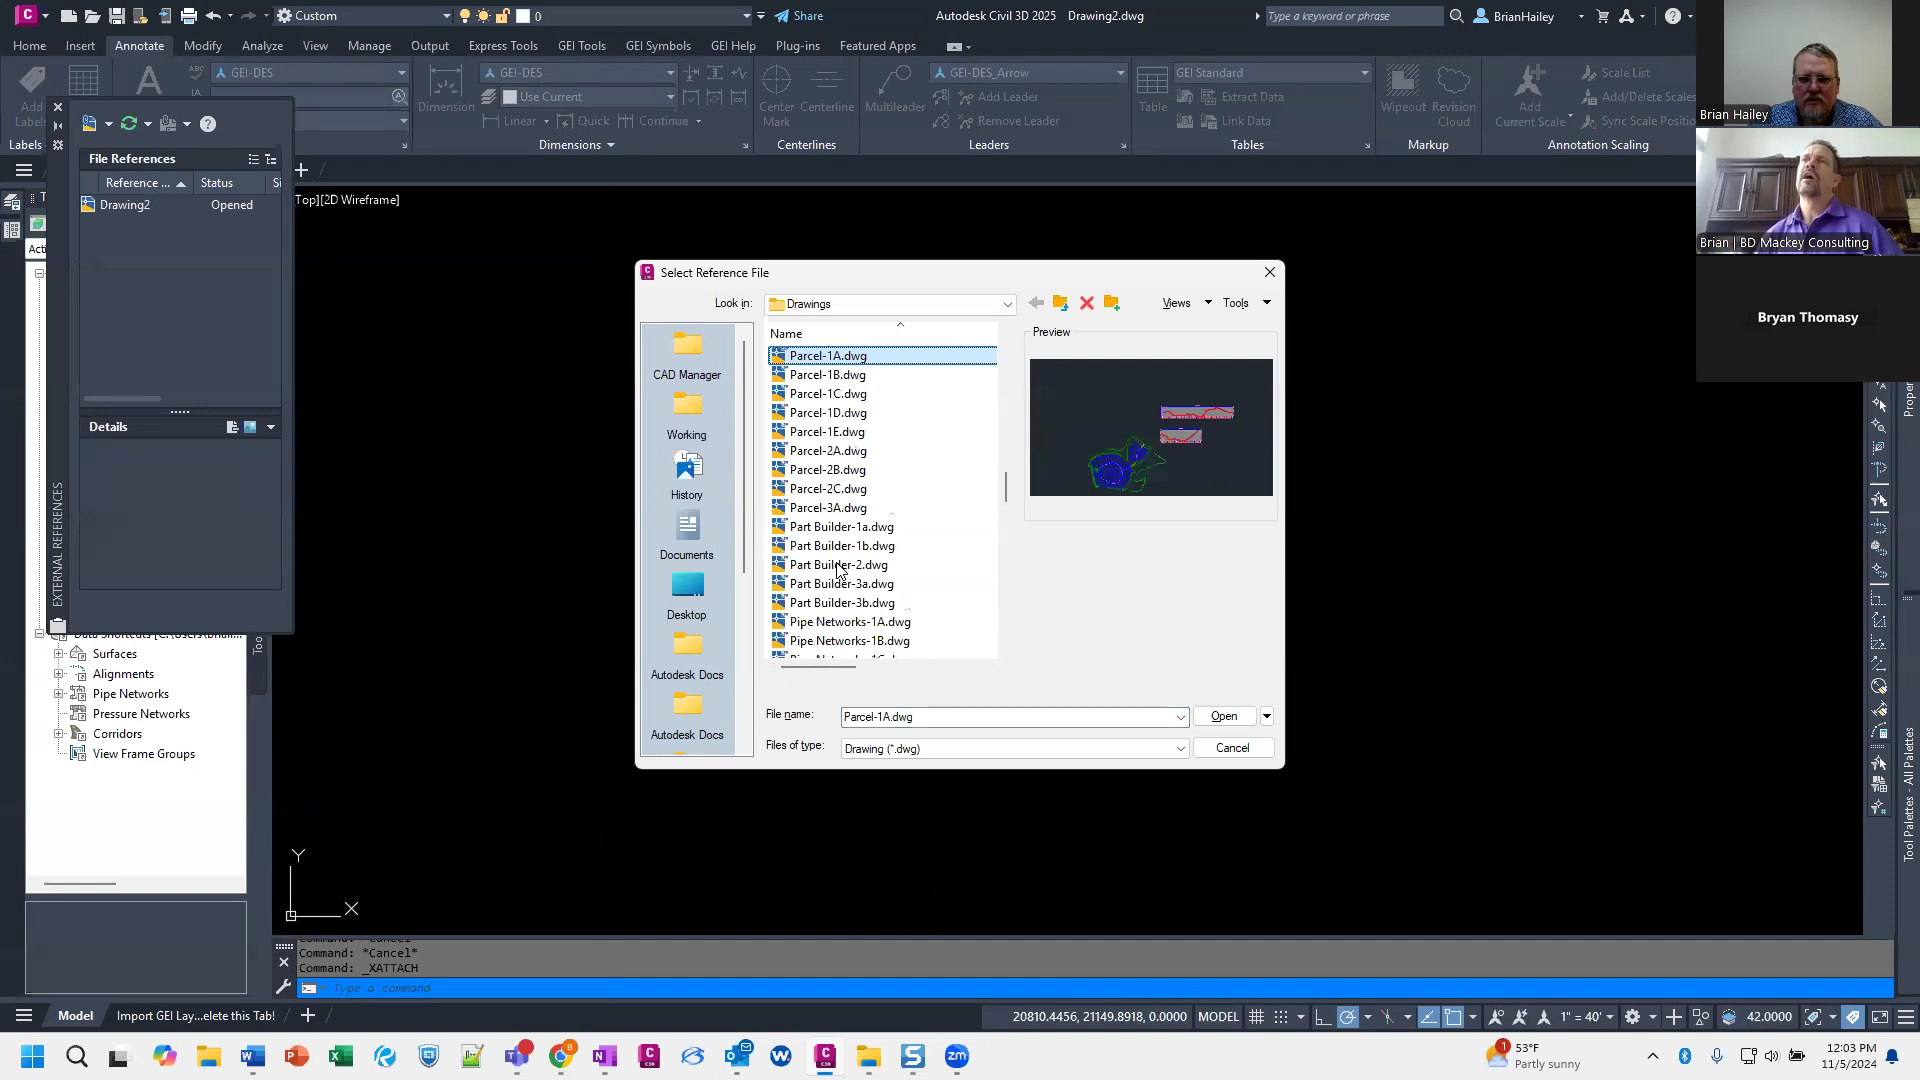 Custom
0
Share
Autodesk Civil 3D 2025 Drawing2.dwg
Type a keyword or phrase
BrianHailey
Home Insert Annotate Modify Analyze View Manage Output Express Tools GEI Tools GEI Symbols GEI Help Plug-ins Featured Apps
Add
Labels
Labels
GEI-DES
Dimension
GEI-DES
Use Current
Linear Quick Continue
Dimensions
Center
Mark
Centerline
Centerlines
Multileader
GEI-DES_Arrow
Add Leader
Remove Leader
Leaders
Table
GEI Standard
Extract Data
Link Data
Tables
Wipeout
Revision
Cloud
Markup
Add
Current Scale
Scale List
Add/Delete Scales
Sync Scale Positio
Annotation Scaling
Brian Hailey
Brian | BD Mackey Consulting
Bryan Thomasy
File References
Reference ... Status Si
Drawing2 Opened
Details
EXTERNAL REFERENCES
Acti
Top][2D Wireframe]
Surfaces
Alignments
Pipe Networks
Pressure Networks
Corridors
View Frame Groups
Select Reference File
Look in: Drawings
Views Tools
CAD Manager
Working
History
Documents
Desktop
Autodesk Docs
Autodesk Docs
Name
Parcel-1A.dwg
Parcel-1B.dwg
Parcel-1C.dwg
Parcel-1D.dwg
Parcel-1E.dwg
Parcel-2A.dwg
Parcel-2B.dwg
Parcel-2C.dwg
Parcel-3A.dwg
Part Builder-1a.dwg
Part Builder-1b.dwg
Part Builder-2.dwg
Part Builder-3a.dwg
Part Builder-3b.dwg
Pipe Networks-1A.dwg
Pipe Networks-1B.dwg
Preview
File name: Parcel-1A.dwg Open
Files of type: Drawing (*.dwg) Cancel
Tool Palettes - All Palettes
Y
X
Command: *Cancel*
Command: *Cancel*
Command: _XATTACH
Type a command
Model Import GEI Lay...elete this Tab!
20810.4456, 21149.8918, 0.0000 MODEL
1" = 40'
42.0000
53°F
Partly sunny
12:03 PM
11/5/2024